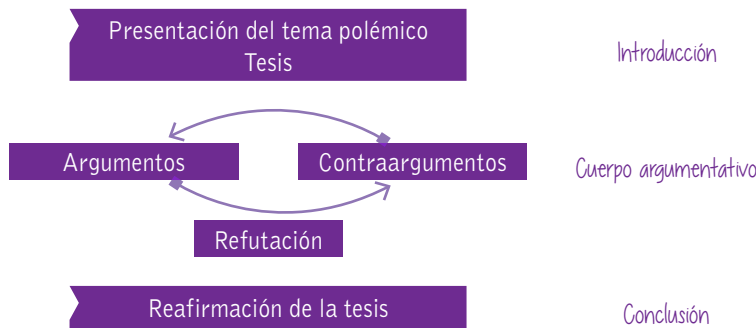 Presentación del tema polémico
Tesis
Introducción
Argumentos
Contraargumentos
Cuerpo argumentativo
Refutación
Reafirmación de la tesis
Conclusión